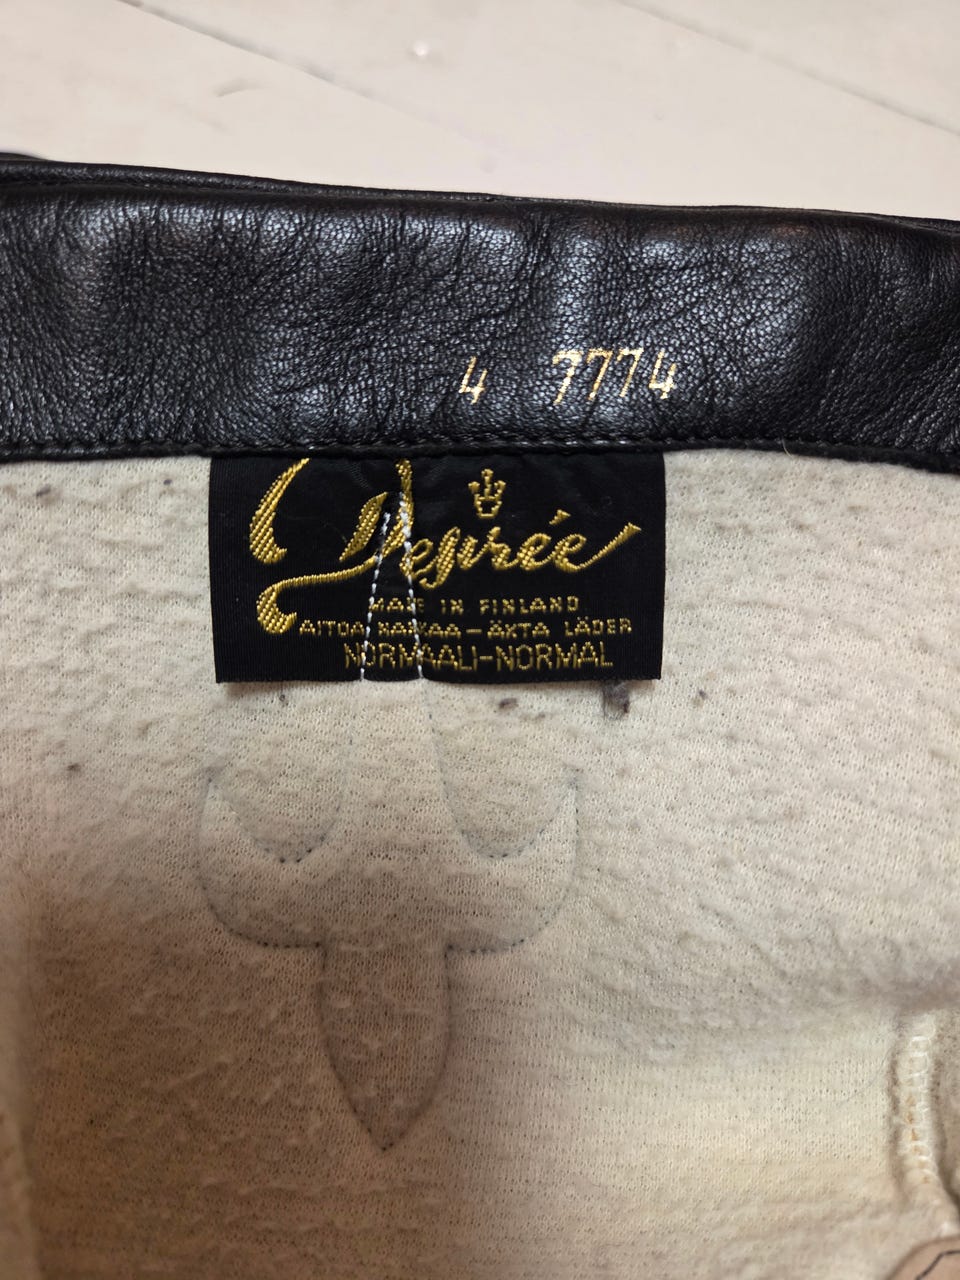 4 7774
Desirée
MADE IN FINLAND
AITOA NAHKAA – ÄKTA LÄDER
NORMAALI-NORMAL